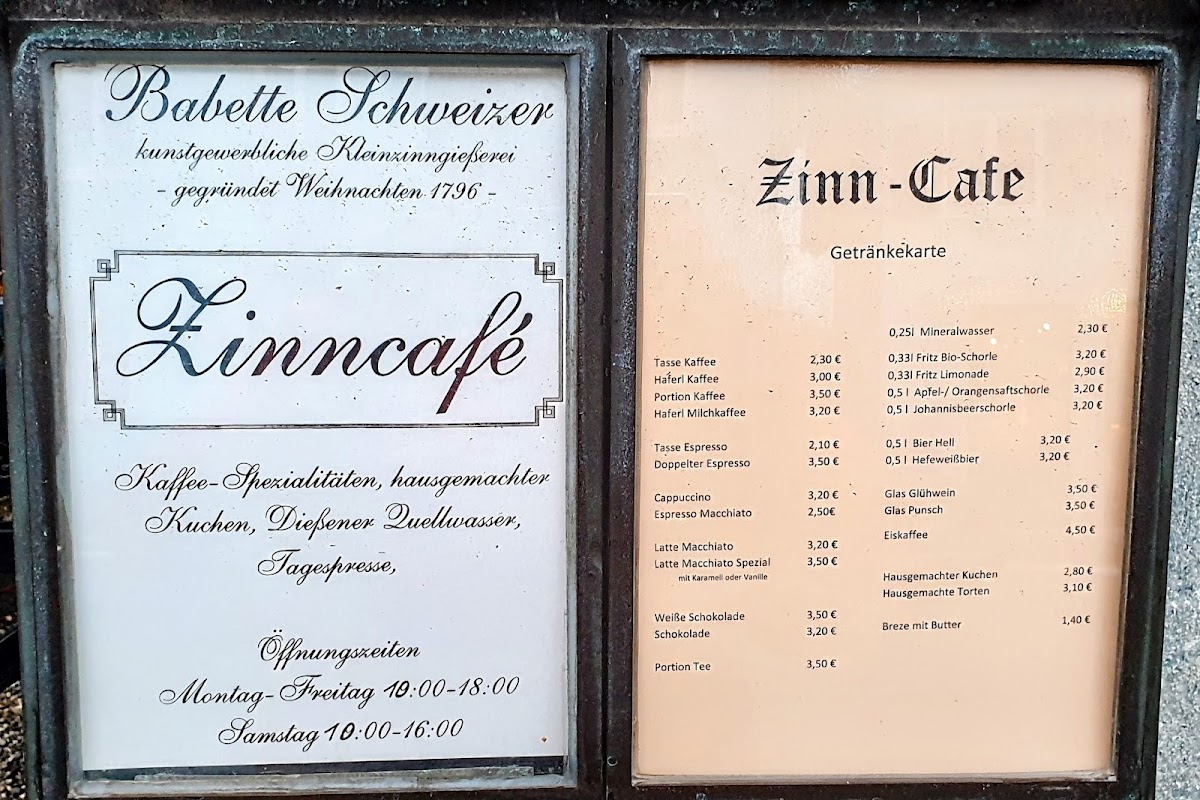 Babette Schweizer
kunstgewerbliche Kleinzinngießerei
- gegründet Weihnachten 1796 -
Zinncafé
Kaffee-Spezialitäten, hausgemachter
Kuchen, Dießener Quellwasser,
Tagespresse,
Öffnungszeiten
Montag-Freitag 10:00-18:00
Samstag 10:00-16:00
Zinn-Cafe
Getränkekarte
Tasse Kaffee 2,30 €
Haferl Kaffee 3,00 €
Portion Kaffee 3,50 €
Haferl Milchkaffee 3,20 €
Tasse Espresso 2,10 €
Doppelter Espresso 3,50 €
Cappuccino 3,20 €
Espresso Macchiato 2,50€
Latte Macchiato 3,20 €
Latte Macchiato Spezial 3,50 €
mit Karamell oder Vanille
Weiße Schokolade 3,50 €
Schokolade 3,20 €
Portion Tee 3,50 €
0,25l Mineralwasser 2,30 €
0,33l Fritz Bio-Schorle 3,20 €
0,33l Fritz Limonade 2,90 €
0,5 l Apfel-/ Orangensaftschorle 3,20 €
0,5 l Johannisbeerschorle 3,20 €
0,5 l Bier Hell 3,20 €
0,5 l Hefeweißbier 3,20 €
Glas Glühwein 3,50 €
Glas Punsch 3,50 €
Eiskaffee 4,50 €
Hausgemachter Kuchen 2,80 €
Hausgemachte Torten 3,10 €
Breze mit Butter 1,40 €